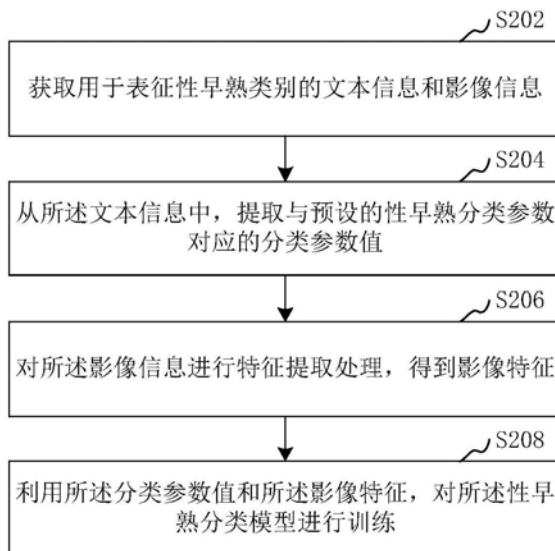 S202
获取用于表征性早熟类别的文本信息和影像信息
S204
从所述文本信息中，提取与预设的性早熟分类参数
对应的分类参数值
S206
对所述影像信息进行特征提取处理，得到影像特征
S208
利用所述分类参数值和所述影像特征，对所述性早
熟分类模型进行训练